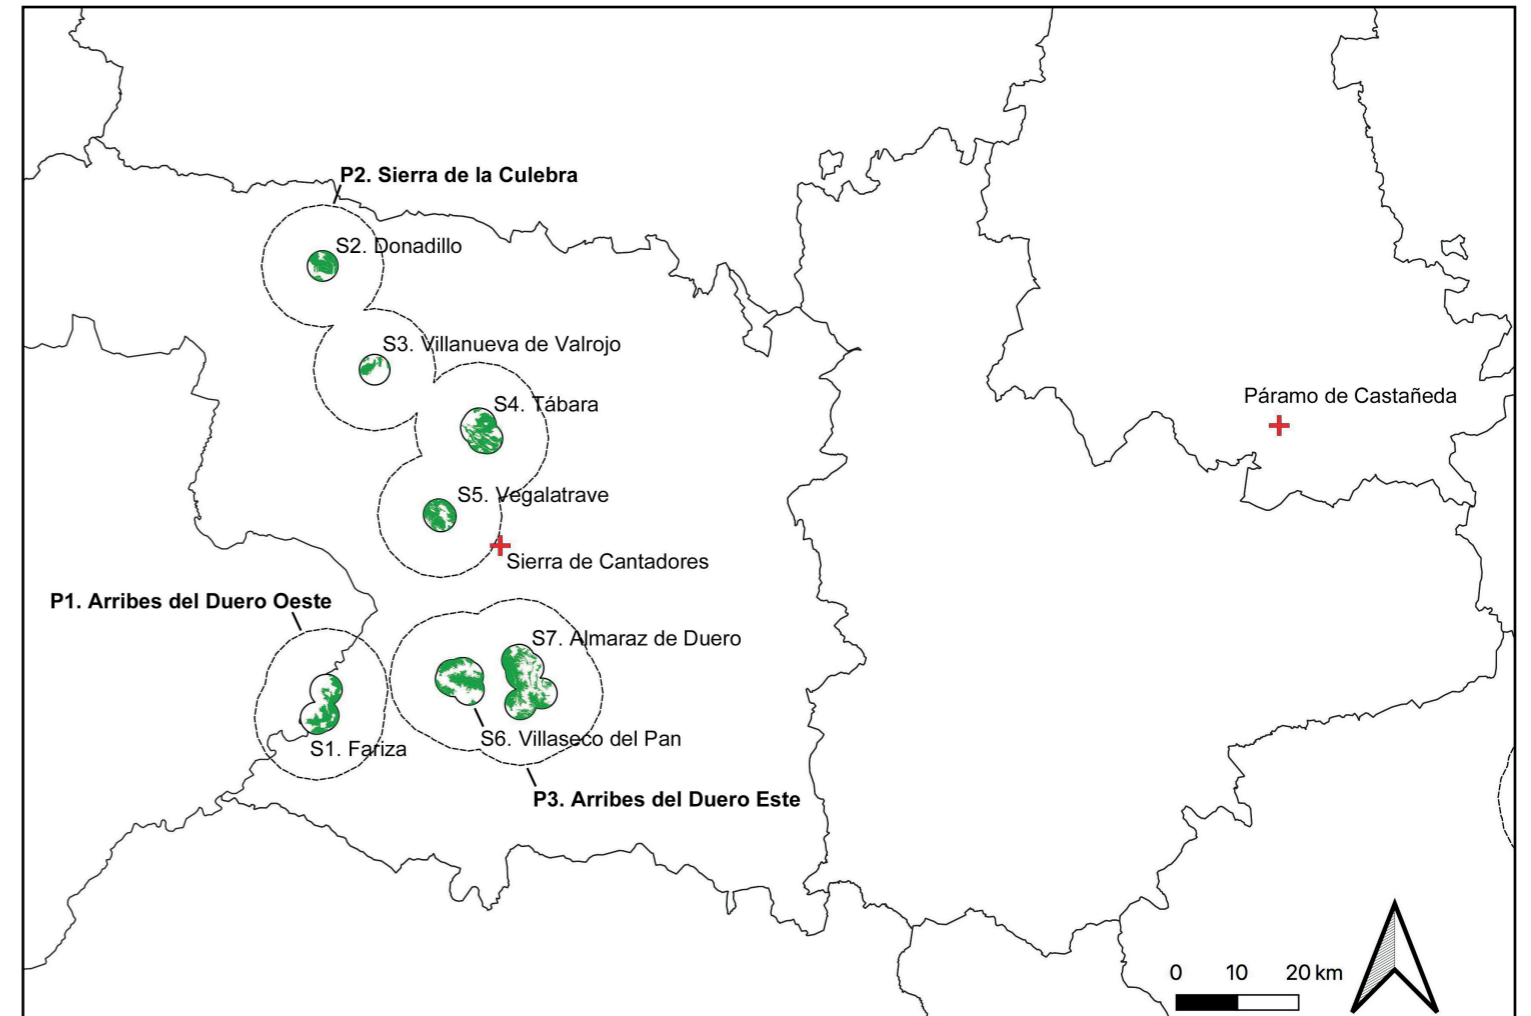 P2. Sierra de la Culebra
S2. Donadillo
S3. Villanueva de Valrojo
Páramo de Castañeda
S4. Tábara
S5. Vegalatrave
Sierra de Cantadores
P1. Arribes del Duero Oeste
S7. Almaraz de Duero
S6. Villaseco del Pan
S1. Fariza
P3. Arribes del Duero Este
0 10 20 km